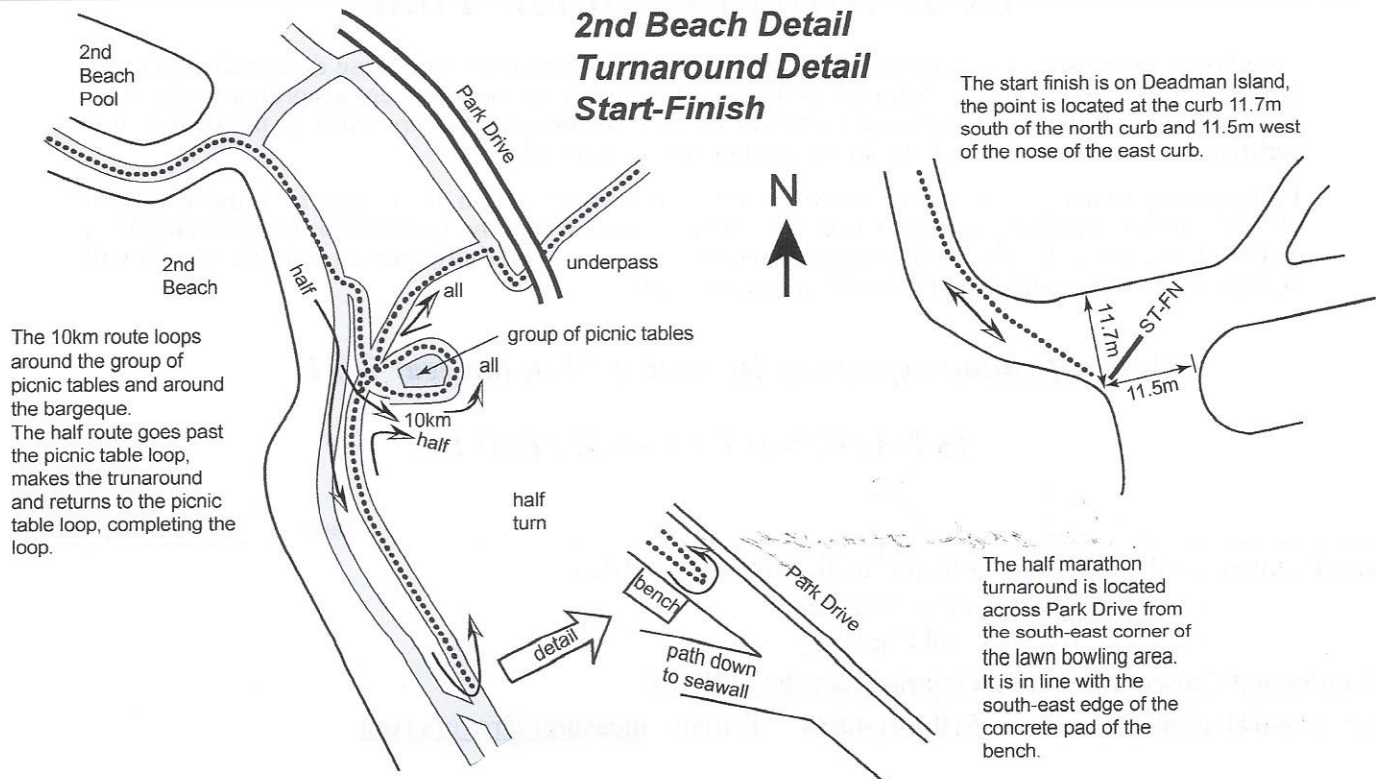 2nd Beach Detail
Turnaround Detail
Start-Finish
2nd
Beach
Pool
Park Drive
The start finish is on Deadman Island,
the point is located at the curb 11.7m
south of the north curb and 11.5m west
of the nose of the east curb.
N
underpass
2nd
Beach
half
all
group of picnic tables
all
10km
half
11.7m
ST-FN
11.5m
The 10km route loops
around the group of
picnic tables and around
the bargeque.
The half route goes past
the picnic table loop,
makes the trunaround
and returns to the picnic
table loop, completing the
loop.
half
turn
bench
Park Drive
detail
path down
to seawall
The half marathon
turnaround is located
across Park Drive from
the south-east corner of
the lawn bowling area.
It is in line with the
south-east edge of the
concrete pad of the
bench.